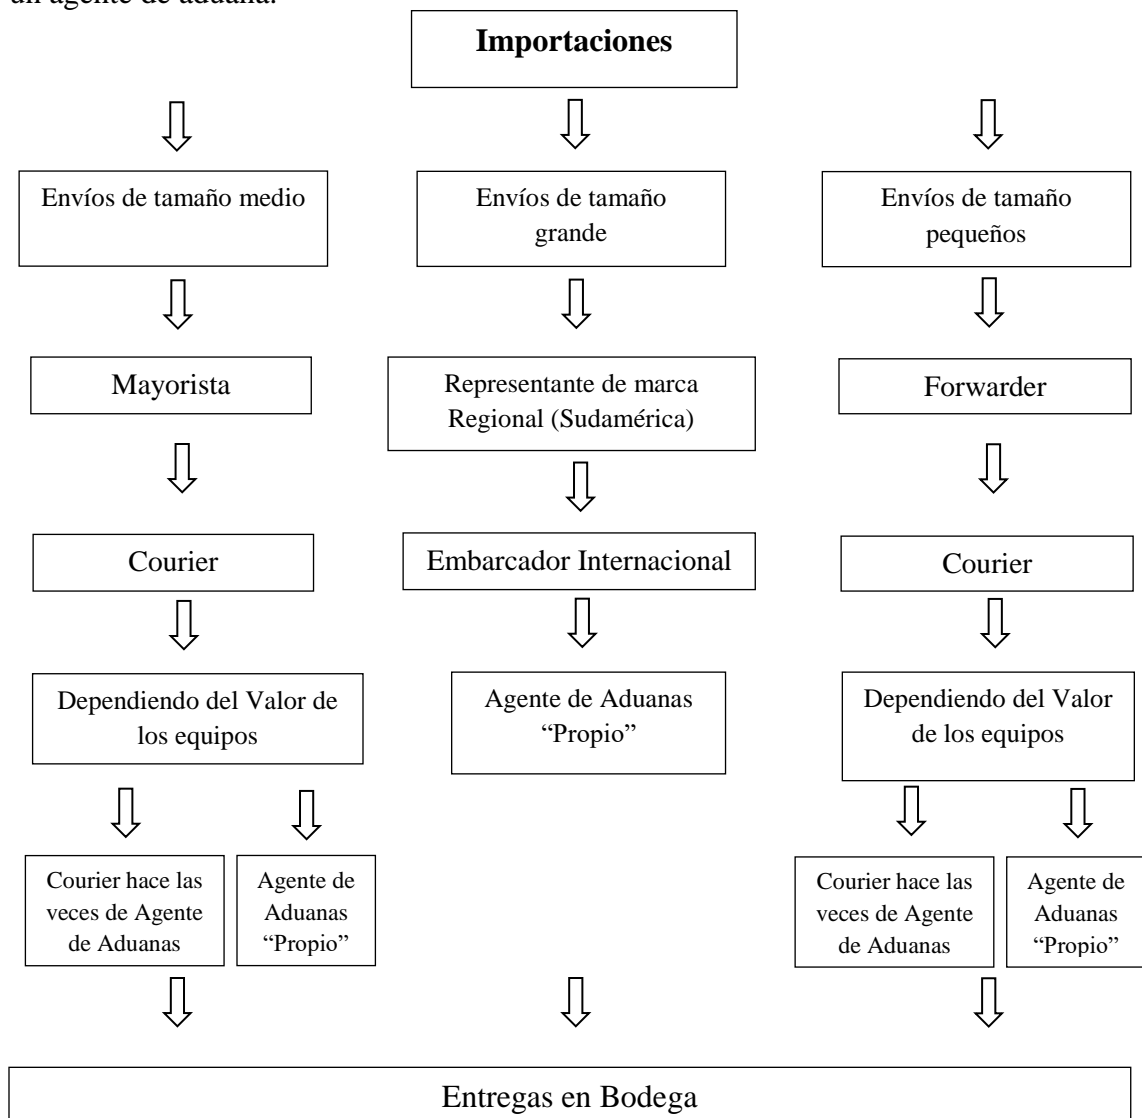 un agente de aduana.
Importaciones
Envíos de tamaño medio
Envíos de tamaño
grande
Envíos de tamaño
pequeños
Mayorista
Representante de marca
Regional (Sudamérica)
Forwarder
Courier
Embarcador Internacional
Courier
Dependiendo del Valor de
los equipos
Agente de Aduanas
“Propio”
Dependiendo del Valor
de los equipos
Courier hace las
veces de Agente
de Aduanas
Agente de
Aduanas
“Propio”
Courier hace las
veces de Agente
de Aduanas
Agente de
Aduanas
“Propio”
Entregas en Bodega